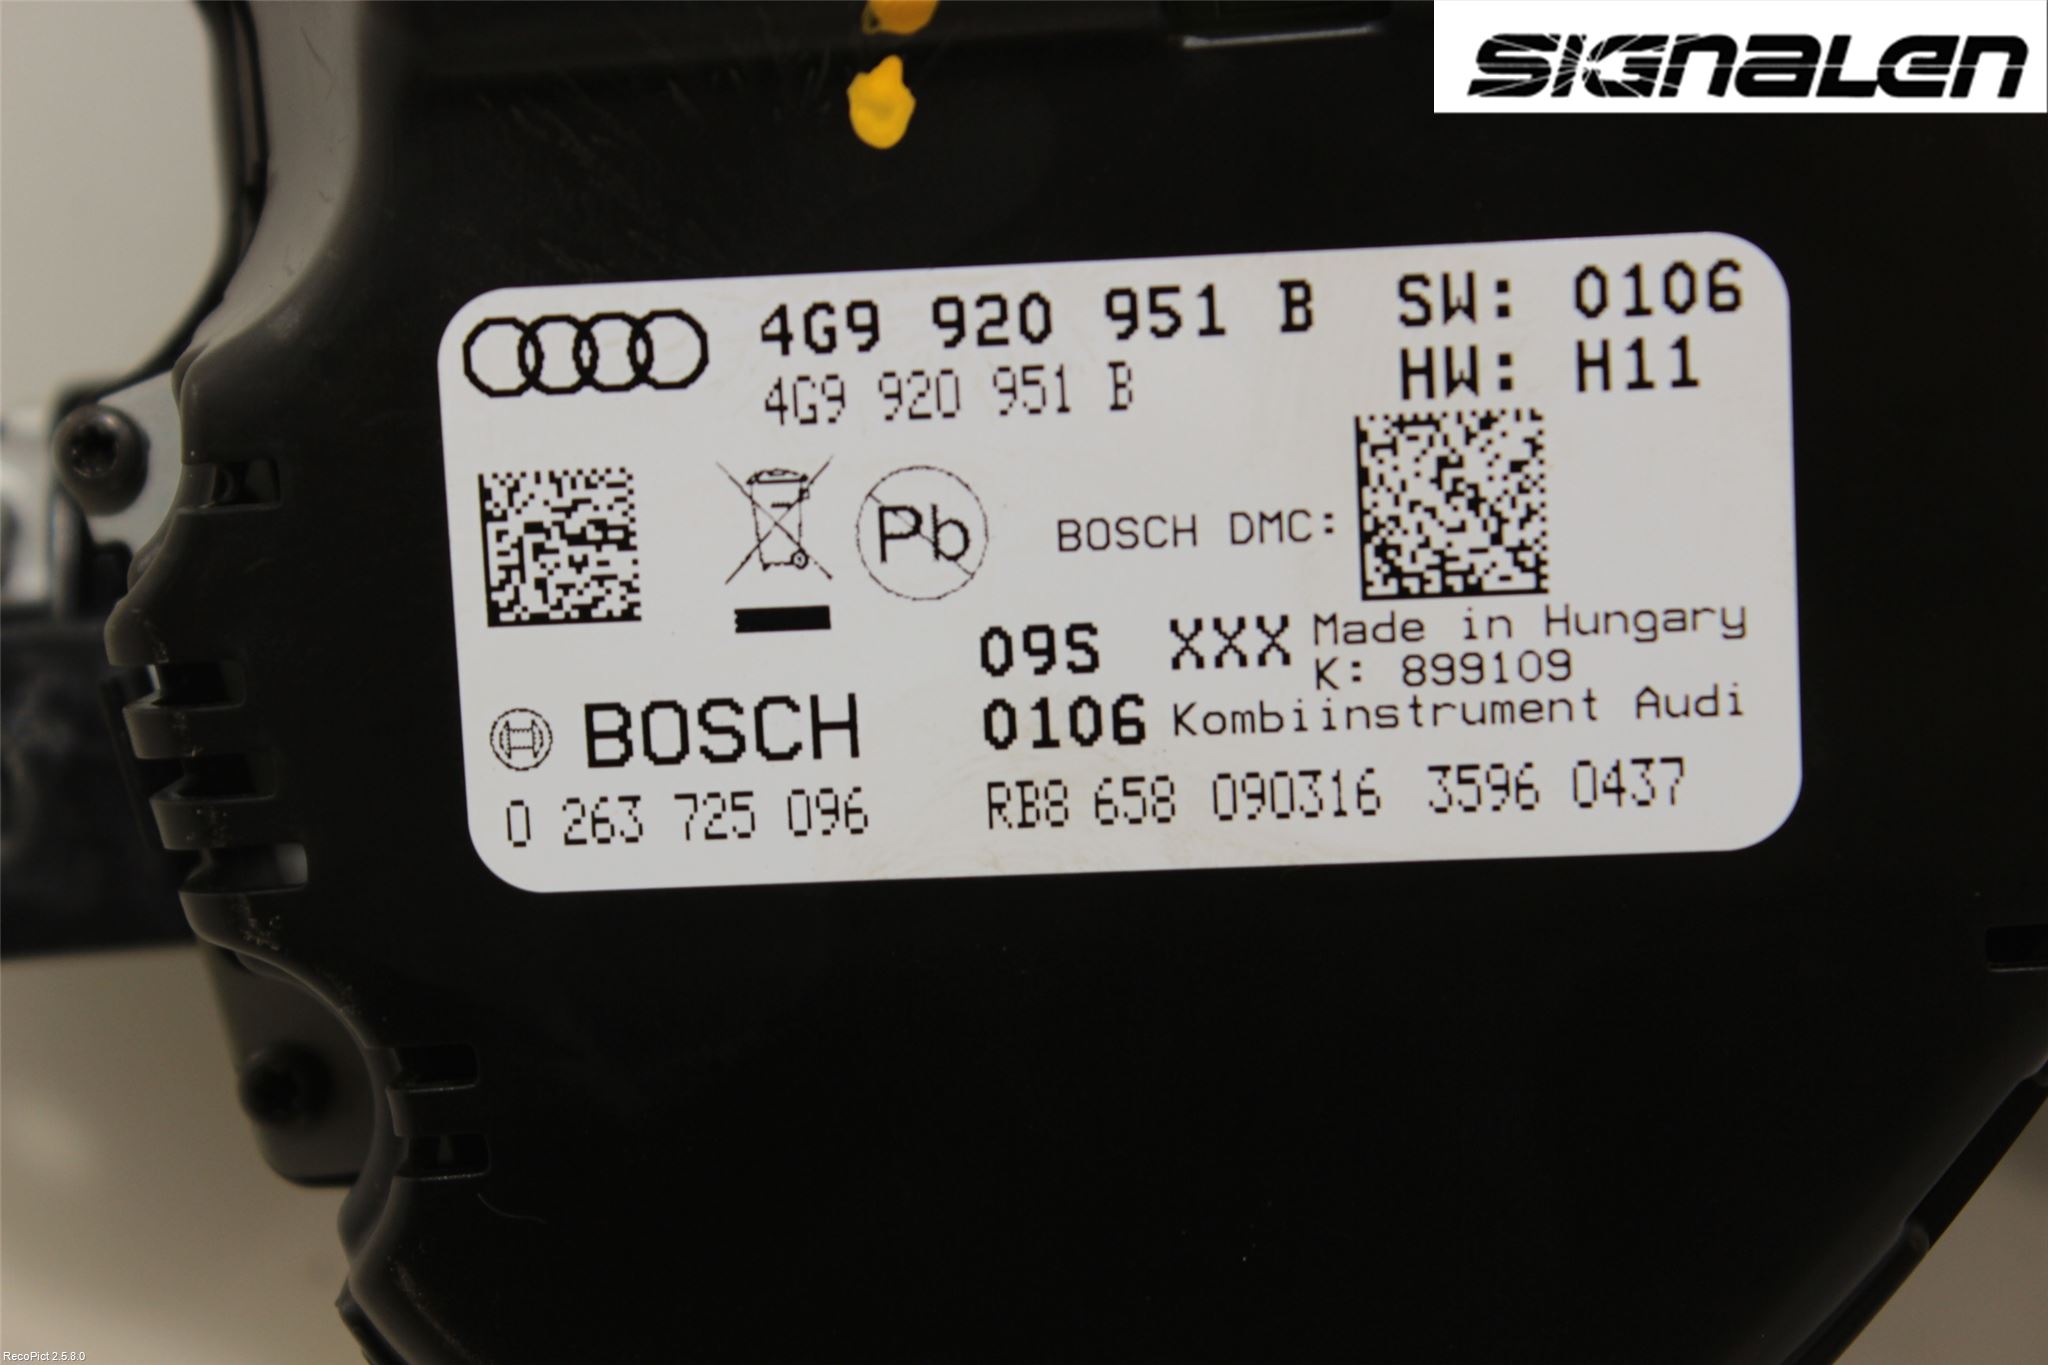 SIGNALEN
4G9 920 951 B SW: 0106
4G9 920 951 B HW: H11
Pb
BOSCH DMC:
09S XXX Made in Hungary
K: 899109
BOSCH 0106 Kombiinstrument Audi
0 263 725 096 RB8 658 090316 3596 0437
RecoPict 2.5.8.0